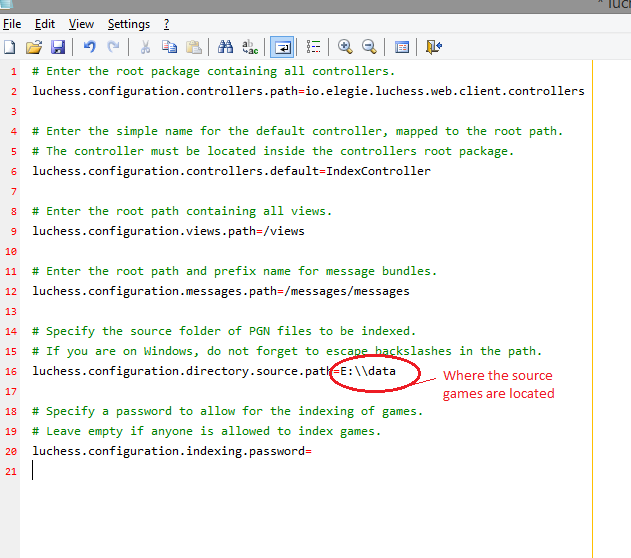 * luch
File Edit View Settings ?
1 # Enter the root package containing all controllers.
2 luchess.configuration.controllers.path=io.elegie.luchess.web.client.controllers
3
4 # Enter the simple name for the default controller, mapped to the root path.
5 # The controller must be located inside the controllers root package.
6 luchess.configuration.controllers.default=IndexController
7
8 # Enter the root path containing all views.
9 luchess.configuration.views.path=/views
10
11 # Enter the root path and prefix name for message bundles.
12 luchess.configuration.messages.path=/messages/messages
13
14 # Specify the source folder of PGN files to be indexed.
15 # If you are on Windows, do not forget to escape backslashes in the path.
16 luchess.configuration.directory.source.path=E:\\data
Where the source
games are located
17
18 # Specify a password to allow for the indexing of games.
19 # Leave empty if anyone is allowed to index games.
20 luchess.configuration.indexing.password=
21